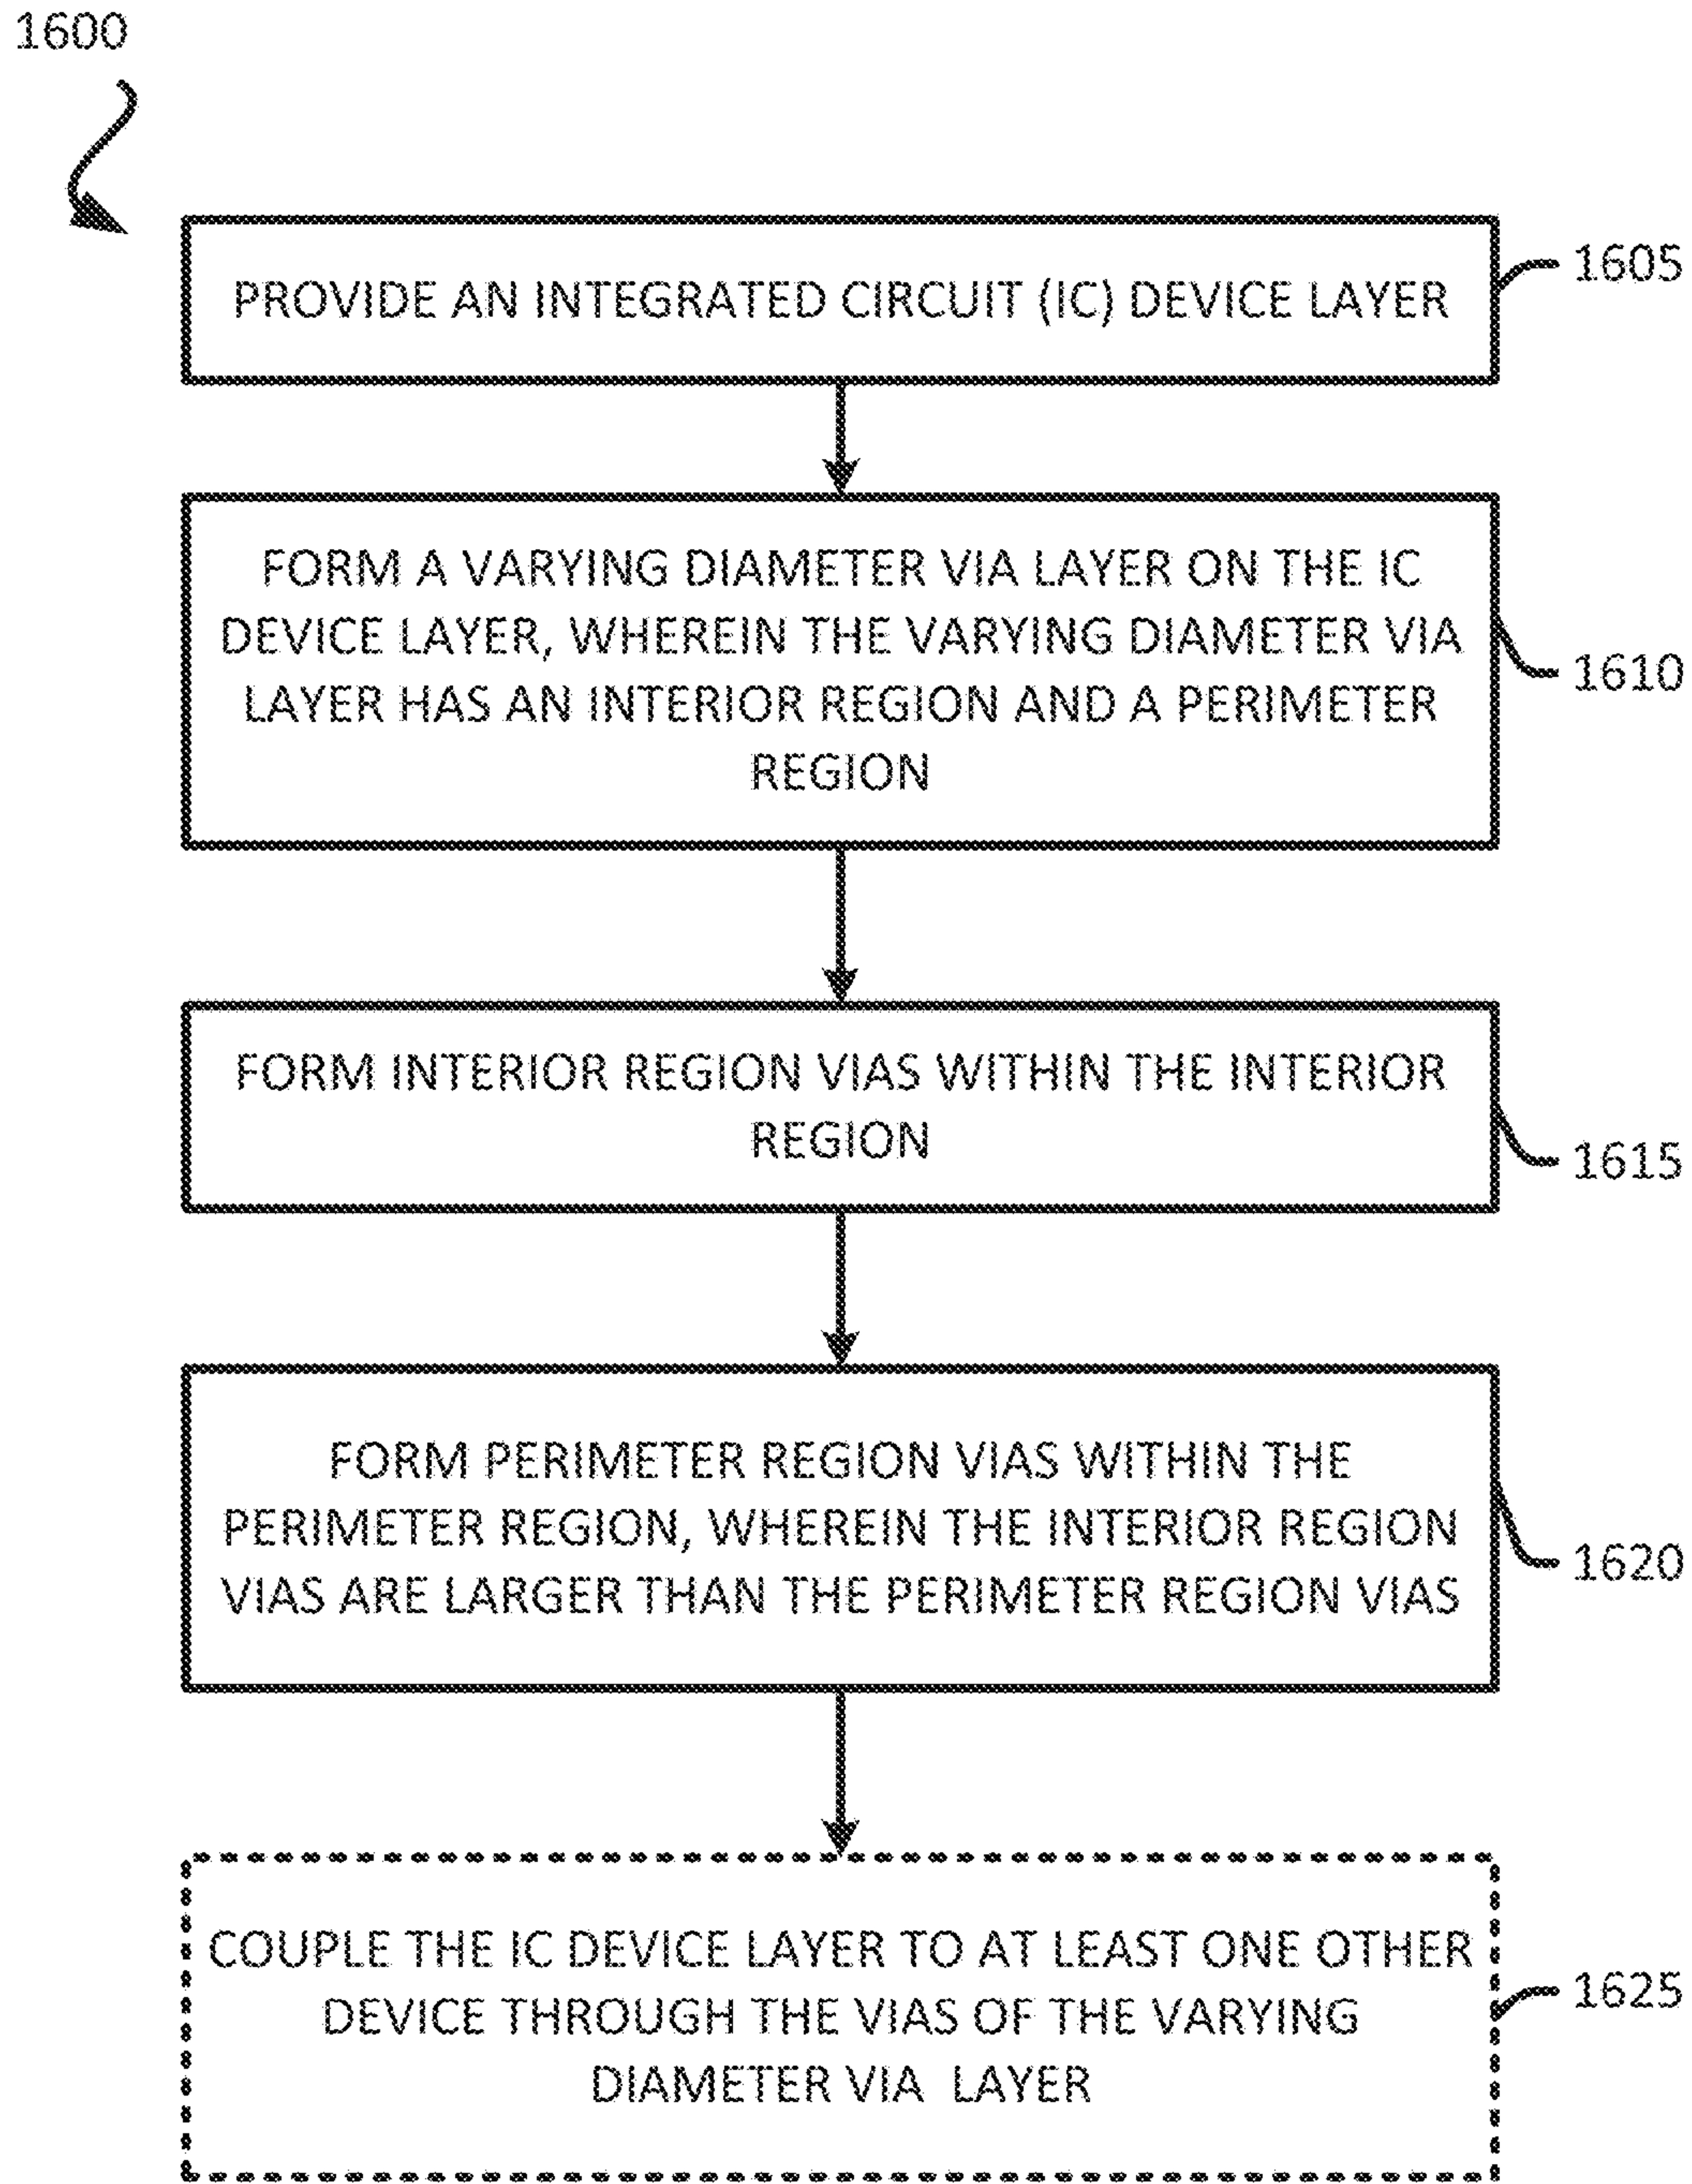 1600
PROVIDE AN INTEGRATED CIRCUIT (IC) DEVICE LAYER
1605
FORM A VARYING DIAMETER VIA LAYER ON THE IC
DEVICE LAYER, WHEREIN THE VARYING DIAMETER VIA
LAYER HAS AN INTERIOR REGION AND A PERIMETER
REGION
1610
FORM INTERIOR REGION VIAS WITHIN THE INTERIOR
REGION
1615
FORM PERIMETER REGION VIAS WITHIN THE
PERIMETER REGION, WHEREIN THE INTERIOR REGION
VIAS ARE LARGER THAN THE PERIMETER REGION VIAS
1620
COUPLE THE IC DEVICE LAYER TO AT LEAST ONE OTHER
DEVICE THROUGH THE VIAS OF THE VARYING
DIAMETER VIA LAYER
1625